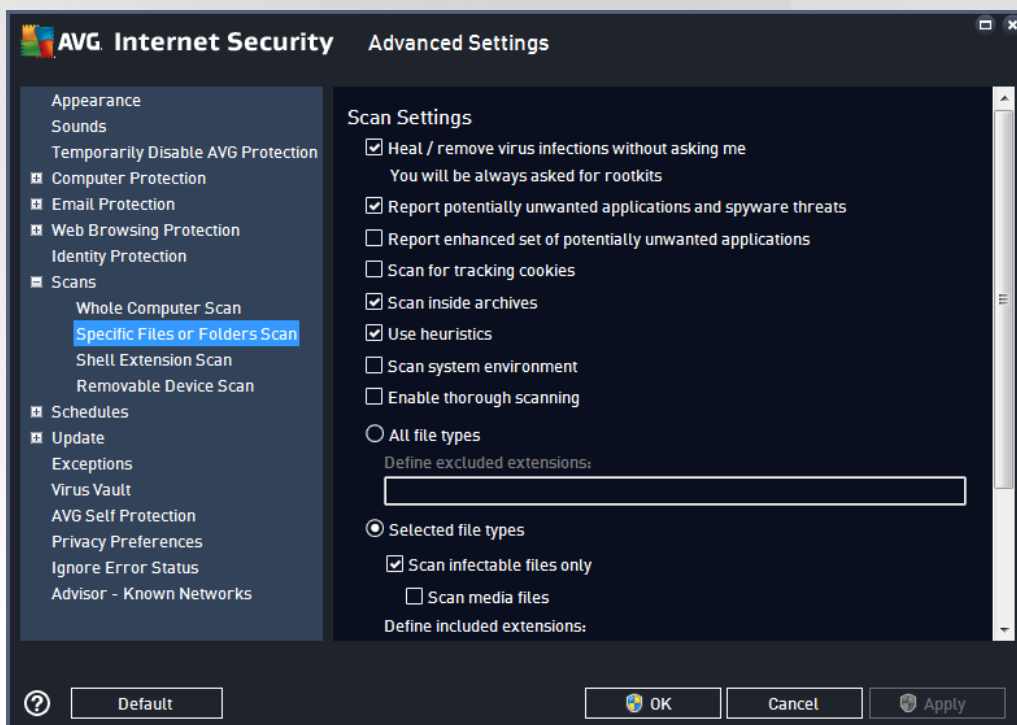 AVG. Internet Security Advanced Settings
Appearance
Sounds
Temporarily Disable AVG Protection
Computer Protection
Email Protection
Web Browsing Protection
Identity Protection
Scans
Whole Computer Scan
Specific Files or Folders Scan
Shell Extension Scan
Removable Device Scan
Schedules
Update
Exceptions
Virus Vault
AVG Self Protection
Privacy Preferences
Ignore Error Status
Advisor - Known Networks
Scan Settings
Heal / remove virus infections without asking me
You will be always asked for rootkits
Report potentially unwanted applications and spyware threats
Report enhanced set of potentially unwanted applications
Scan for tracking cookies
Scan inside archives
Use heuristics
Scan system environment
Enable thorough scanning
All file types
Define excluded extensions:
Selected file types
Scan infectable files only
Scan media files
Define included extensions:
Default
OK
Cancel
Apply